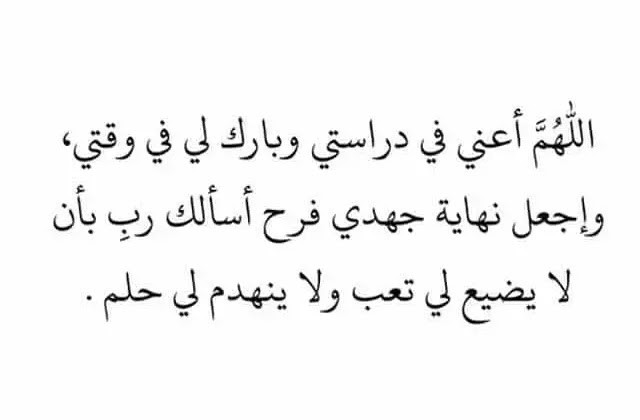 اللّٰهُمَّ أعني في دراستي وبارك لي في وقتي،
وإجعل نهاية جهدي فرح أسألك ربِ بأن
لا يضيع لي تعب ولا ينهدم لي حلم .